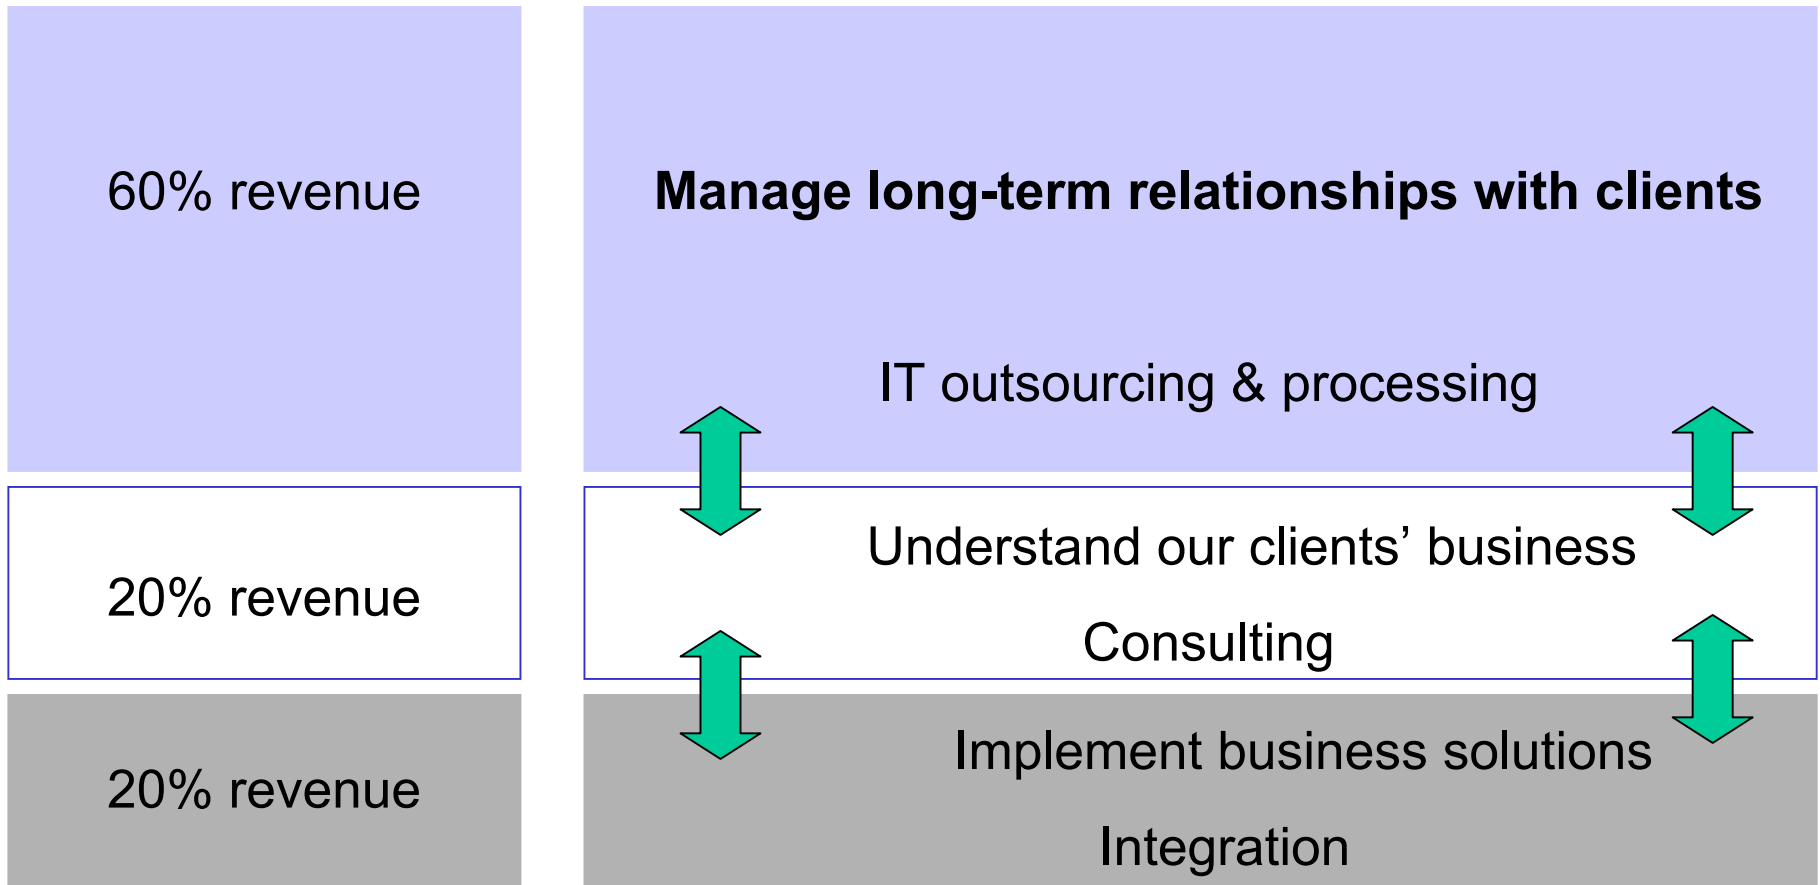 60% revenue
Manage long-term relationships with clients
IT outsourcing & processing
20% revenue
Understand our clients’ business
Consulting
20% revenue
Implement business solutions
Integration